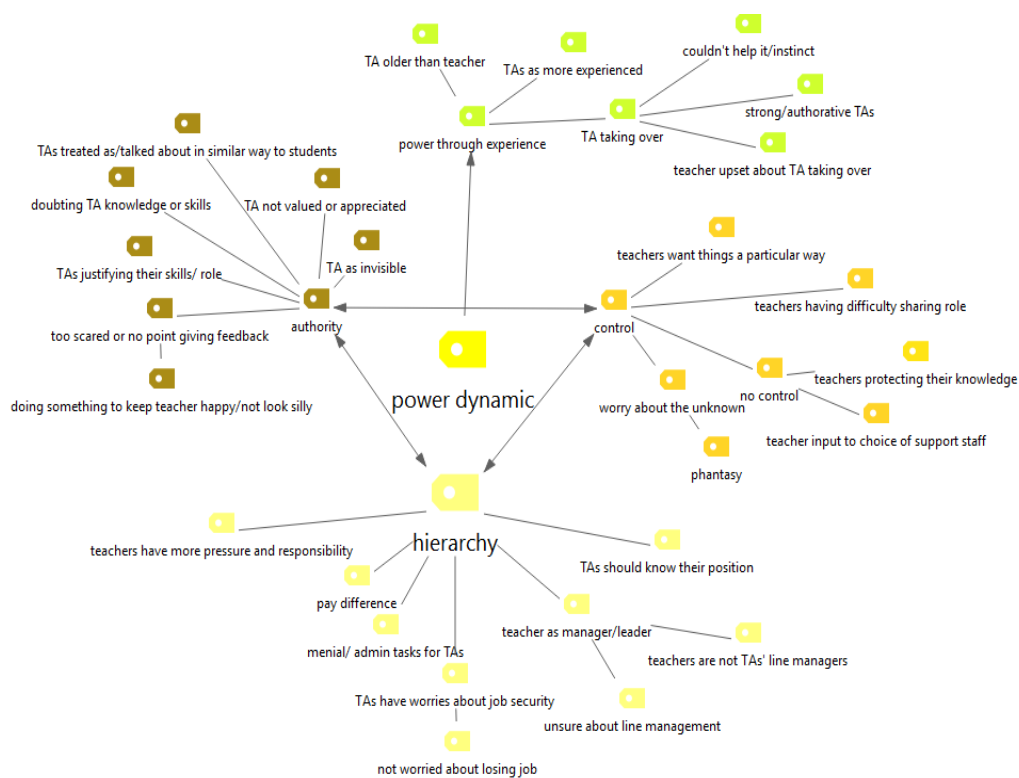 couldn't help it/instinct
TA older than teacher
TAs as more experienced
strong/authorative TAs
TA taking over
power through experience
TAs treated as/talked about in similar way to students
teacher upset about TA taking over
doubting TA knowledge or skills
TA not valued or appreciated
teachers want things a particular way
TAs justifying their skills/ role
TA as invisible
teachers having difficulty sharing role
authority
control
too scared or no point giving feedback
teachers protecting their knowledge
power dynamic
no control
doing something to keep teacher happy/not look silly
worry about the unknown
teacher input to choice of support staff
phantasy
hierarchy
teachers have more pressure and responsibility
TAs should know their position
pay difference
teacher as manager/leader
menial/ admin tasks for TAs
teachers are not TAs' line managers
TAs have worries about job security
unsure about line management
not worried about losing job